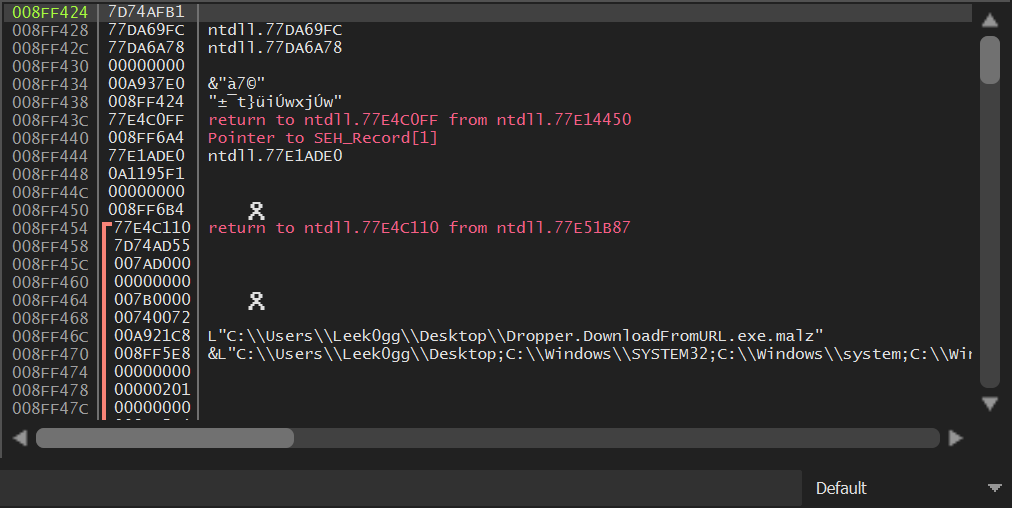 008FF424 7D74AFB1
008FF428 77DA69FC ntdll.77DA69FC
008FF42C 77DA6A78 ntdll.77DA6A78
008FF430 00000000
008FF434 00A937E0 &"à7©"
008FF438 008FF424 "±¯t}üiÚwxjÚw"
008FF43C 77E4C0FF return to ntdll.77E4C0FF from ntdll.77E14450
008FF440 008FF6A4 Pointer to SEH_Record[1]
008FF444 77E1ADE0 ntdll.77E1ADE0
008FF448 0A1195F1
008FF44C 00000000
008FF450 008FF6B4
008FF454 77E4C110 return to ntdll.77E4C110 from ntdll.77E51B87
008FF458 7D74AD55
008FF45C 007AD000
008FF460 00000000
008FF464 007B0000
008FF468 00740072
008FF46C 00A921C8 L"C:\\Users\\Leek0gg\\Desktop\\Dropper.DownloadFromURL.exe.malz"
008FF470 008FF5E8 &L"C:\\Users\\Leek0gg\\Desktop;C:\\Windows\\SYSTEM32;C:\\Windows\\system;C:\\Win
008FF474 00000000
008FF478 00000201
008FF47C 00000000
Default